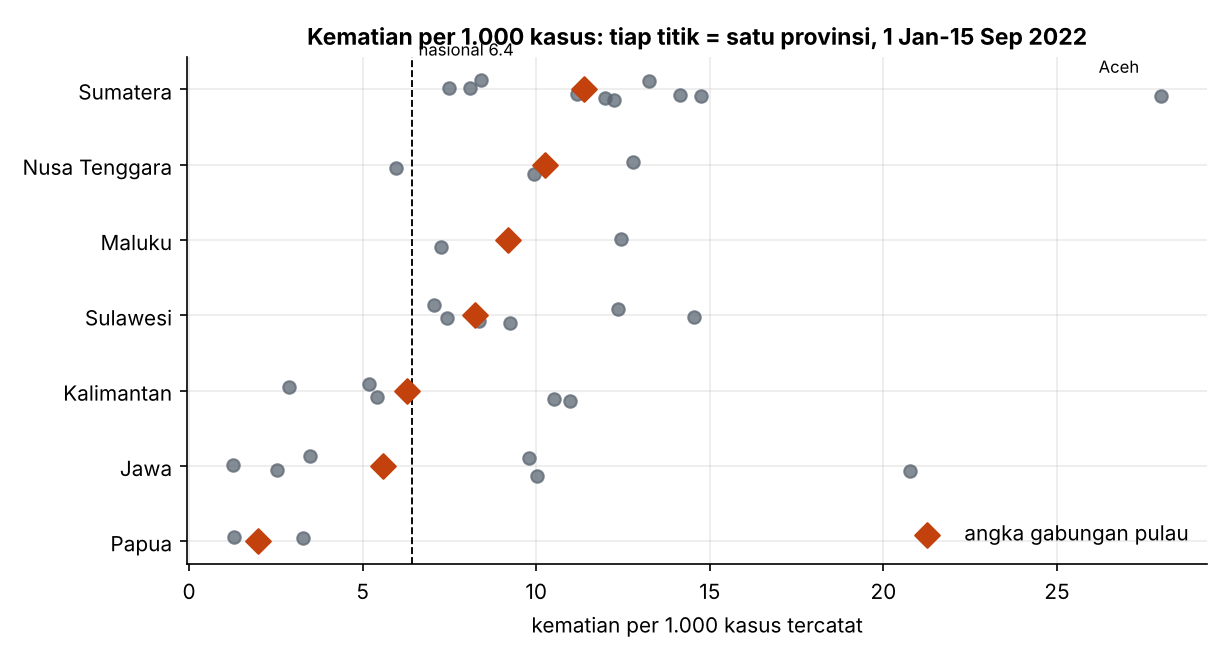 Kematian per 1.000 kasus: tiap titik = satu provinsi, 1 Jan-15 Sep 2022
nasional 6.4
Aceh
Sumatera
Nusa Tenggara
Maluku
Sulawesi
Kalimantan
Jawa
Papua
angka gabungan pulau
0 5 10 15 20 25
kematian per 1.000 kasus tercatat